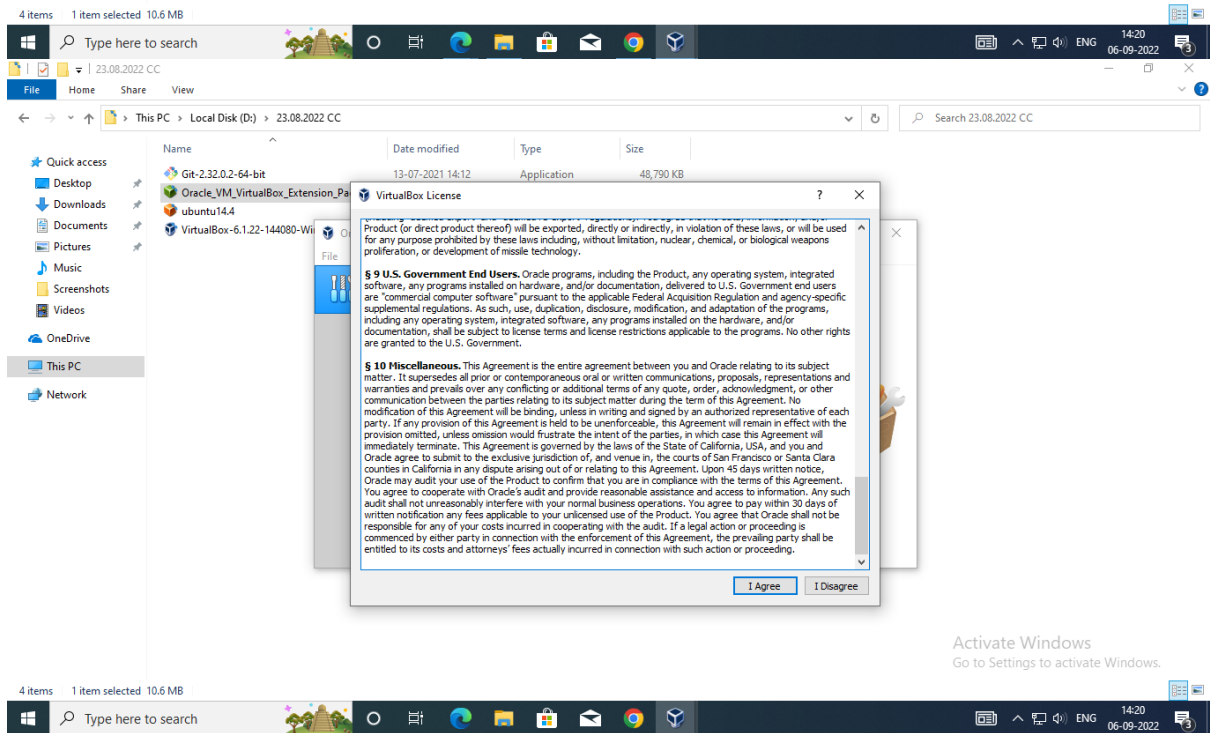 4 items 1 item selected 10.6 MB
Type here to search
ENG
14:20
06-09-2022
3
23.08.2022 CC
File Home Share View
This PC > Local Disk (D:) > 23.08.2022 CC
Search 23.08.2022 CC
Name Date modified Type Size
Quick access
Desktop
Downloads
Documents
Pictures
Music
Screenshots
Videos
OneDrive
This PC
Network
Git-2.32.0.2-64-bit 13-07-2021 14:12 Application 48,790 KB
Oracle_VM_VirtualBox_Extension_Pa
ubuntu14.4
VirtualBox-6.1.22-144080-Wi
File
VirtualBox License
Product (or direct product thereof) will be exported, directly or indirectly, in violation of these laws, or will be used
for any purpose prohibited by these laws including, without limitation, nuclear, chemical, or biological weapons
proliferation, or development of missile technology.
§ 9 U.S. Government End Users. Oracle programs, including the Product, any operating system, integrated
software, any programs installed on hardware, and/or documentation, delivered to U.S. Government end users
are "commercial computer software" pursuant to the applicable Federal Acquisition Regulation and agency-specific
supplemental regulations. As such, use, duplication, disclosure, modification, and adaptation of the programs,
including any operating system, integrated software, any programs installed on the hardware, and/or
documentation, shall be subject to license terms and license restrictions applicable to the programs. No other rights
are granted to the U.S. Government.
§ 10 Miscellaneous. This Agreement is the entire agreement between you and Oracle relating to its subject
matter. It supersedes all prior or contemporaneous oral or written communications, proposals, representations and
warranties and prevails over any conflicting or additional terms of any quote, order, acknowledgment, or other
communication between the parties relating to its subject matter during the term of this Agreement. No
modification of this Agreement will be binding, unless in writing and signed by an authorized representative of each
party. If any provision of this Agreement is held to be unenforceable, this Agreement will remain in effect with the
provision omitted, unless omission would frustrate the intent of the parties, in which case this Agreement will
immediately terminate. This Agreement is governed by the laws of the State of California, USA, and you and
Oracle agree to submit to the exclusive jurisdiction of, and venue in, the courts of San Francisco or Santa Clara
counties in California in any dispute arising out of or relating to this Agreement. Upon 45 days written notice,
Oracle may audit your use of the Product to confirm that you are in compliance with the terms of this Agreement.
You agree to cooperate with Oracle's audit and provide reasonable assistance and access to information. Any such
audit shall not unreasonably interfere with your normal business operations. You agree to pay within 30 days of
written notification any fees applicable to your unlicensed use of the Product. You agree that Oracle shall not be
responsible for any of your costs incurred in cooperating with the audit. If a legal action or proceeding is
commenced by either party in connection with the enforcement of this Agreement, the prevailing party shall be
entitled to its costs and attorneys' fees actually incurred in connection with such action or proceeding.
I Agree I Disagree
Activate Windows
Go to Settings to activate Windows.
4 items 1 item selected 10.6 MB
Type here to search
ENG
14:20
06-09-2022
3